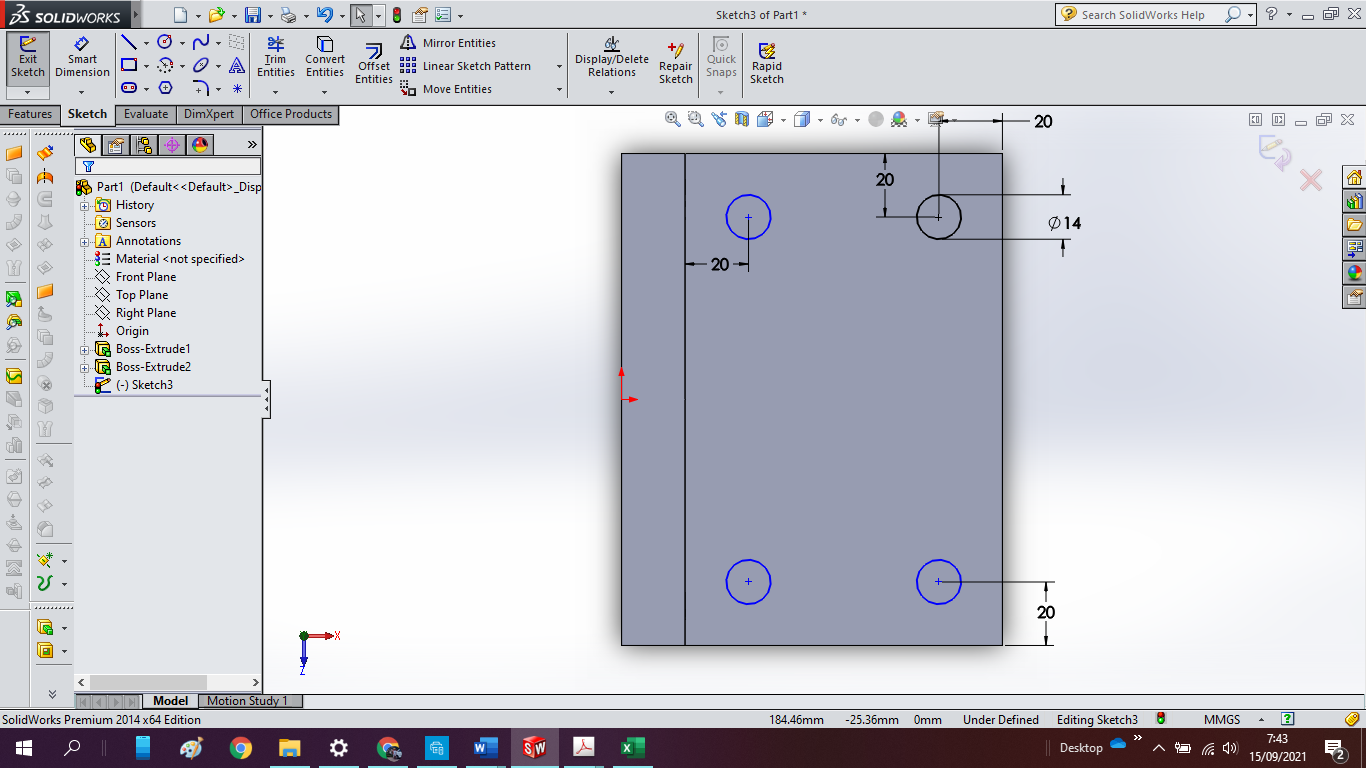 SOLIDWORKS
Sketch3 of Part1 *
Search SolidWorks Help
Exit Sketch
Smart Dimension
Trim Entities
Convert Entities
Offset Entities
Mirror Entities
Linear Sketch Pattern
Move Entities
Display/Delete Relations
Repair Sketch
Quick Snaps
Rapid Sketch
Features
Sketch
Evaluate
DimXpert
Office Products
Part1 (Default<<Default>_Disp
History
Sensors
Annotations
Material <not specified>
Front Plane
Top Plane
Right Plane
Origin
Boss-Extrude1
Boss-Extrude2
(-) Sketch3
20
20
∅14
20
20
X
Z
Model
Motion Study 1
SolidWorks Premium 2014 x64 Edition
184.46mm
-25.36mm
0mm
Under Defined
Editing Sketch3
MMGS
Desktop
7:43
15/09/2021
2